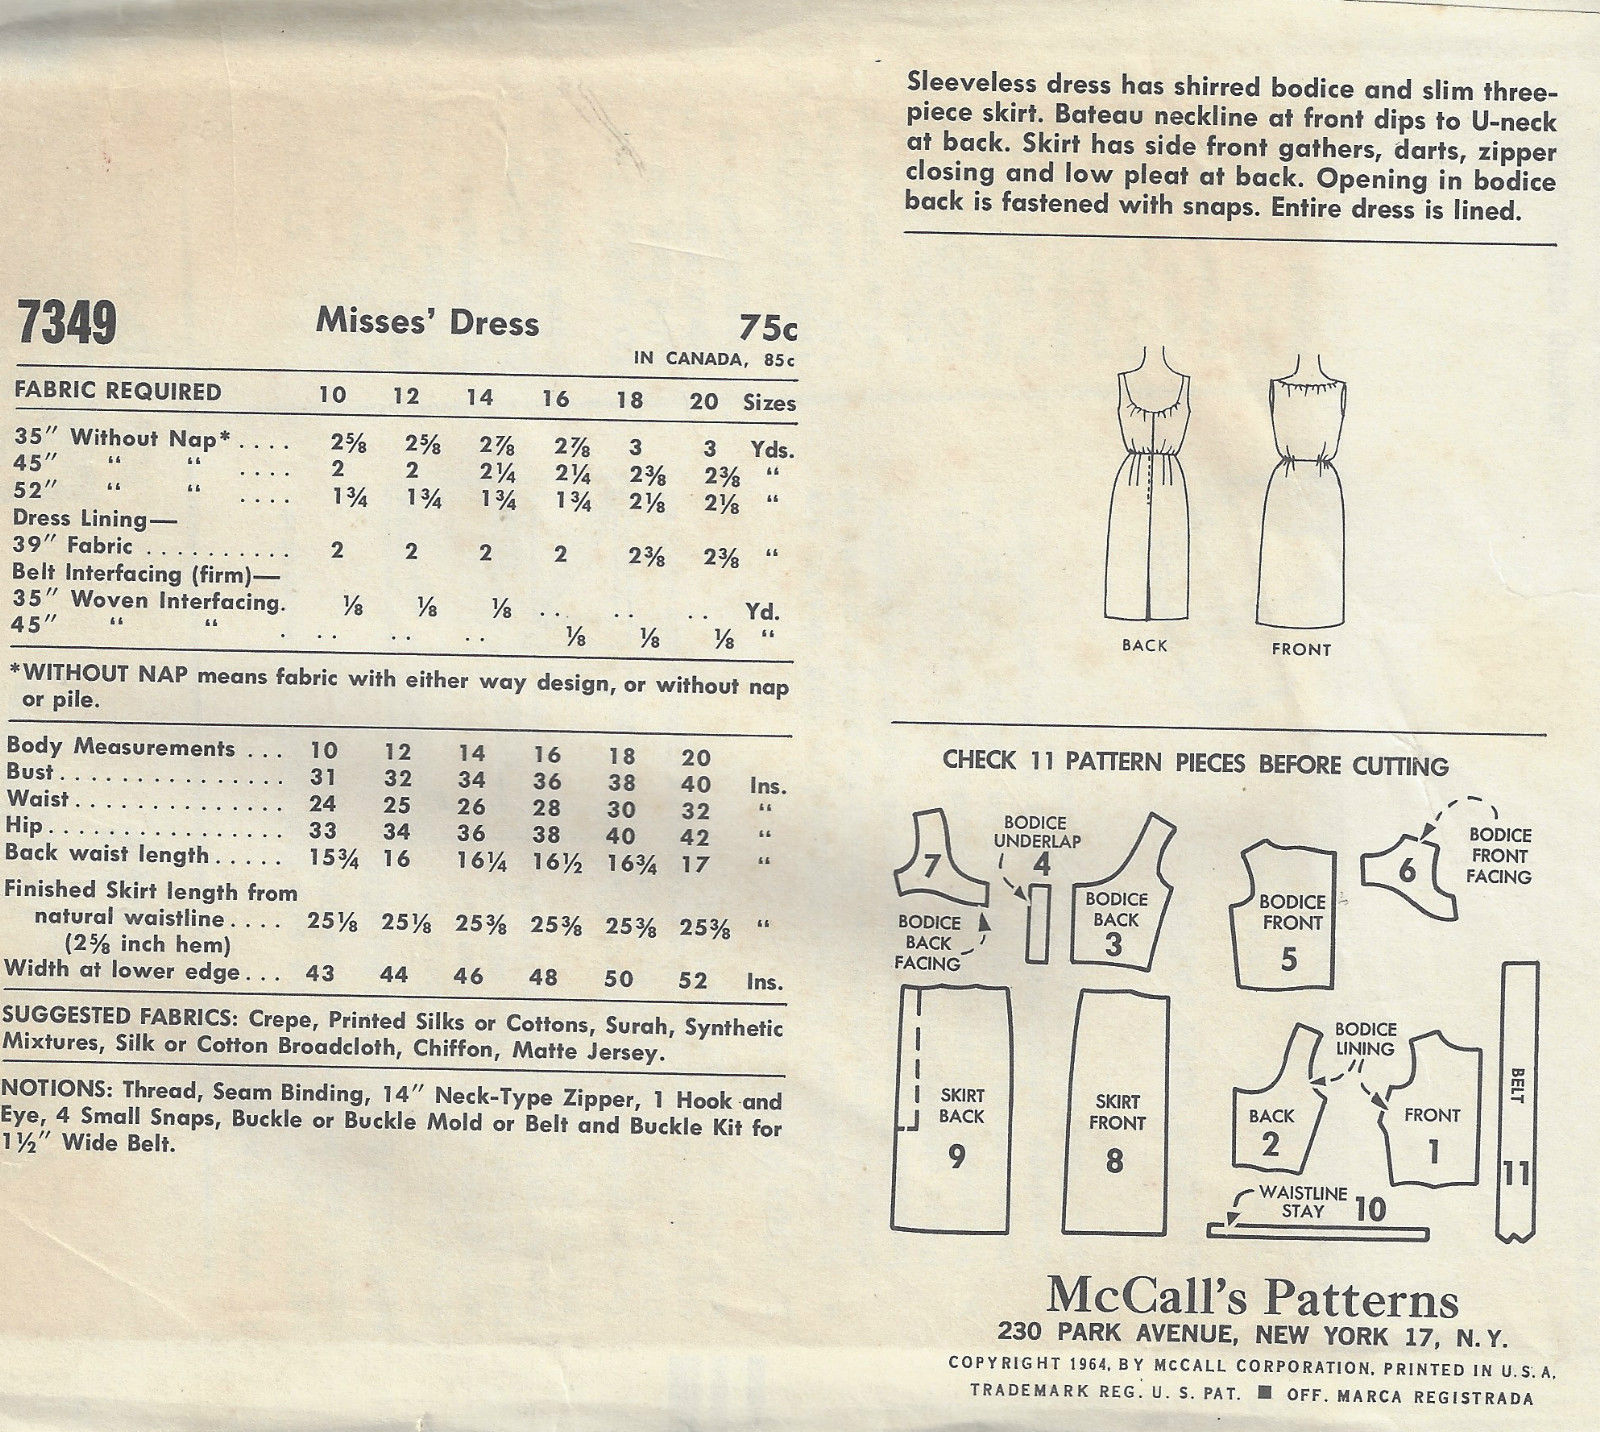 7349 Misses’ Dress 75c
IN CANADA, 85c
FABRIC REQUIRED 10 12 14 16 18 20 Sizes
35″ Without Nap* .... 2⅝ 2⅝ 2⅞ 2⅞ 3 3 Yds.
45″ “ “ .... 2 2 2¼ 2¼ 2⅜ 2⅜ “
52″ “ “ .... 1¾ 1¾ 1¾ 1¾ 2⅛ 2⅛ “
Dress Lining—
39″ Fabric .......... 2 2 2 2 2⅜ 2⅜ “
Belt Interfacing (firm)—
35″ Woven Interfacing. ⅛ ⅛ ⅛ .. .. .. Yd.
45″ “ “ . .. .. .. ⅛ ⅛ ⅛ “
*WITHOUT NAP means fabric with either way design, or without nap
or pile.
Body Measurements ... 10 12 14 16 18 20
Bust.............. 31 32 34 36 38 40 Ins.
Waist............. 24 25 26 28 30 32 “
Hip............... 33 34 36 38 40 42 “
Back waist length..... 15¾ 16 16¼ 16½ 16¾ 17 “
Finished Skirt length from
natural waistline.... 25⅛ 25⅛ 25⅜ 25⅜ 25⅜ 25⅜ “
(2⅝ inch hem)
Width at lower edge... 43 44 46 48 50 52 Ins.
SUGGESTED FABRICS: Crepe, Printed Silks or Cottons, Surah, Synthetic
Mixtures, Silk or Cotton Broadcloth, Chiffon, Matte Jersey.
NOTIONS: Thread, Seam Binding, 14″ Neck-Type Zipper, 1 Hook and
Eye, 4 Small Snaps, Buckle or Buckle Mold or Belt and Buckle Kit for
1½″ Wide Belt.
Sleeveless dress has shirred bodice and slim three-
piece skirt. Bateau neckline at front dips to U-neck
at back. Skirt has side front gathers, darts, zipper
closing and low pleat at back. Opening in bodice
back is fastened with snaps. Entire dress is lined.
BACK
FRONT
CHECK 11 PATTERN PIECES BEFORE CUTTING
7
BODICE
BACK
FACING
BODICE
UNDERLAP
4
BODICE
BACK
3
BODICE
FRONT
5
6
BODICE
FRONT
FACING
SKIRT
BACK
9
SKIRT
FRONT
8
BODICE
LINING
BACK
2
FRONT
1
BELT
11
WAISTLINE
STAY 10
McCall’s Patterns
230 PARK AVENUE, NEW YORK 17, N.Y.
COPYRIGHT 1964, BY McCALL CORPORATION, PRINTED IN U.S.A.
TRADEMARK REG. U. S. PAT. ■ OFF. MARCA REGISTRADA